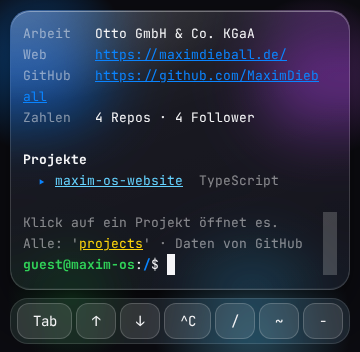 Arbeit   Otto GmbH & Co. KGaA
Web      https://maximdieball.de/
GitHub   https://github.com/MaximDieb
all
Zahlen   4 Repos · 4 Follower
Projekte
▸ maxim-os-website  TypeScript
Klick auf ein Projekt öffnet es.
Alle: 'projects' · Daten von GitHub
guest@maxim-os:/$
Tab ↑ ↓ ^C / ~ -